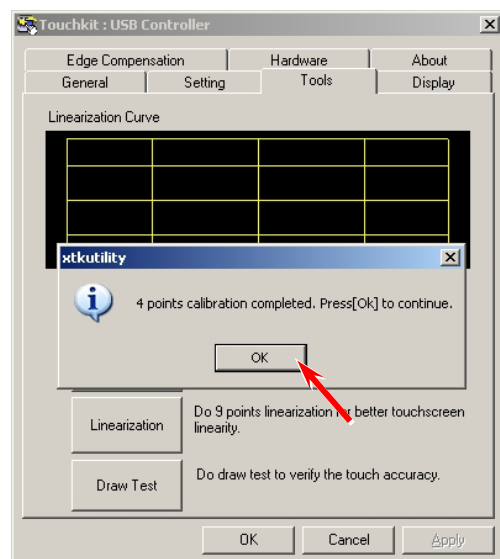 Touchkit : USB Controller
Edge Compensation Hardware About
General Setting Tools Display
Linearization Curve
xtkutility
4 points calibration completed. Press[Ok] to continue.
OK
Linearization
Do 9 points linearization for better touchscreen
linearity.
Draw Test
Do draw test to verify the touch accuracy.
OK Cancel Apply